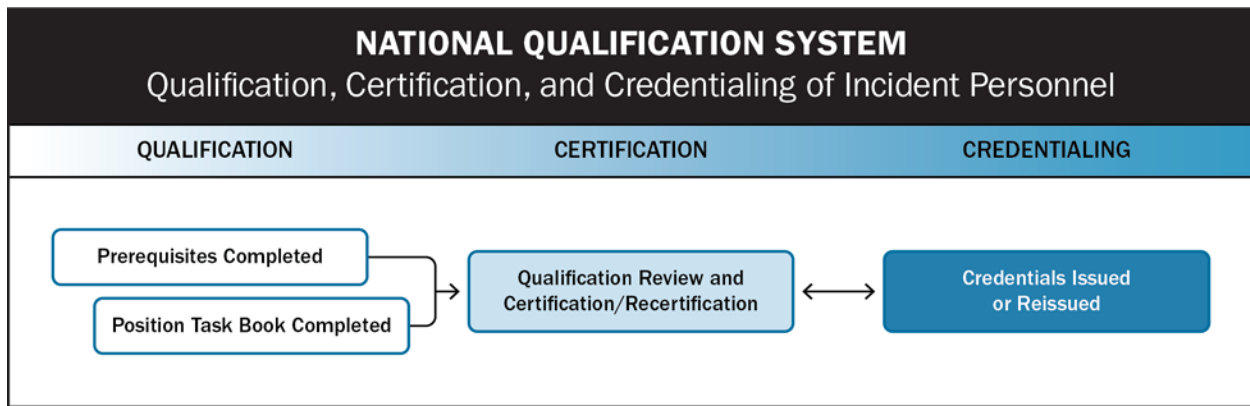 NATIONAL QUALIFICATION SYSTEM
Qualification, Certification, and Credentialing of Incident Personnel
QUALIFICATION
CERTIFICATION
CREDENTIALING
Prerequisites Completed
Position Task Book Completed
Qualification Review and
Certification/Recertification
Credentials Issued
or Reissued